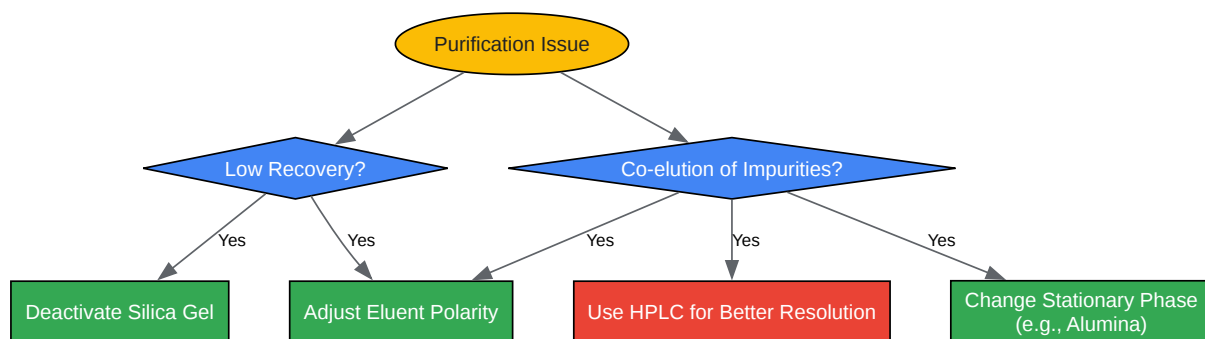 Purification Issue
Low Recovery?
Co-elution of Impurities?
Yes
Yes
Yes
Yes
Yes
Deactivate Silica Gel
Adjust Eluent Polarity
Use HPLC for Better Resolution
Change Stationary Phase
(e.g., Alumina)